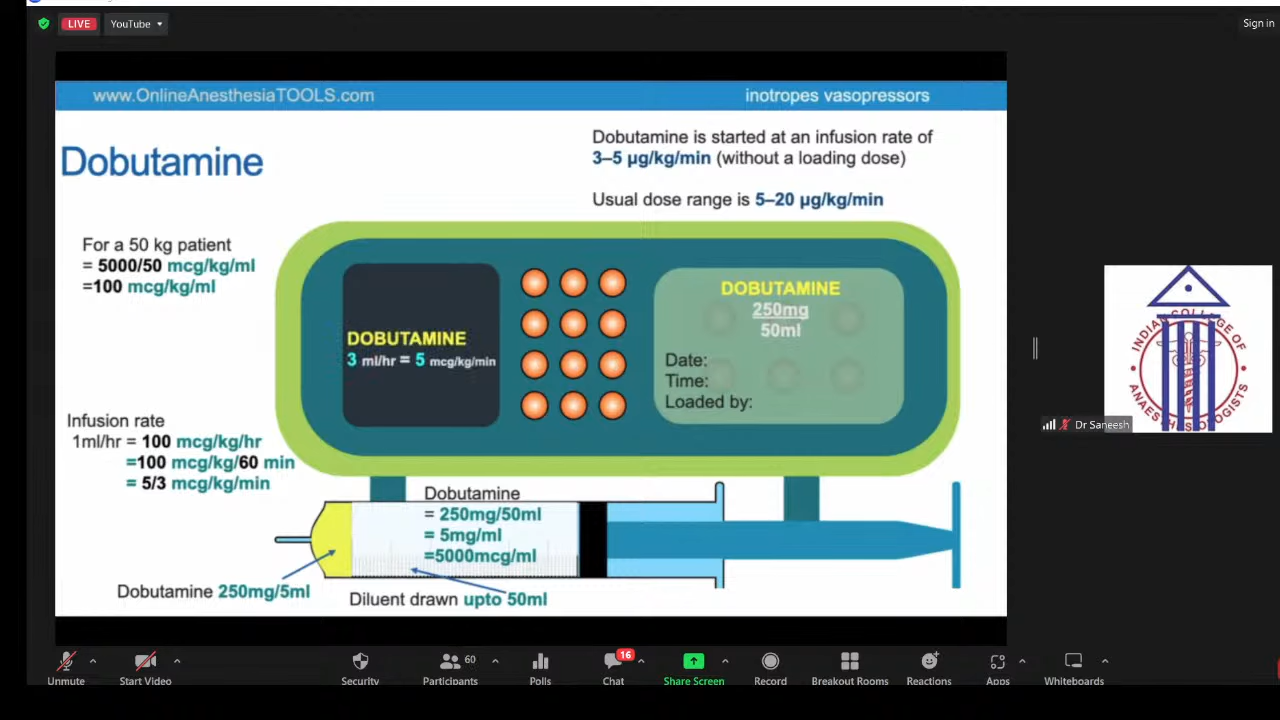 LIVE
YouTube
Sign in
www.OnlineAnesthesiaTOOLS.com
inotropes vasopressors
Dobutamine
Dobutamine is started at an infusion rate of
3–5 µg/kg/min (without a loading dose)
Usual dose range is 5–20 µg/kg/min
For a 50 kg patient
= 5000/50 mcg/kg/ml
=100 mcg/kg/ml
DOBUTAMINE
3 ml/hr = 5 mcg/kg/min
DOBUTAMINE
250mg
50ml
Date:
Time:
Loaded by:
Infusion rate
1ml/hr = 100 mcg/kg/hr
=100 mcg/kg/60 min
= 5/3 mcg/kg/min
Dobutamine
= 250mg/50ml
= 5mg/ml
=5000mcg/ml
Dobutamine 250mg/5ml
Diluent drawn upto 50ml
INDIAN COLLEGE OF
ANAESTHESIOLOGISTS
Dr Saneesh
Unmute
Start Video
Security
60
Participants
Polls
16
Chat
Share Screen
Record
Breakout Rooms
Reactions
Apps
Whiteboards